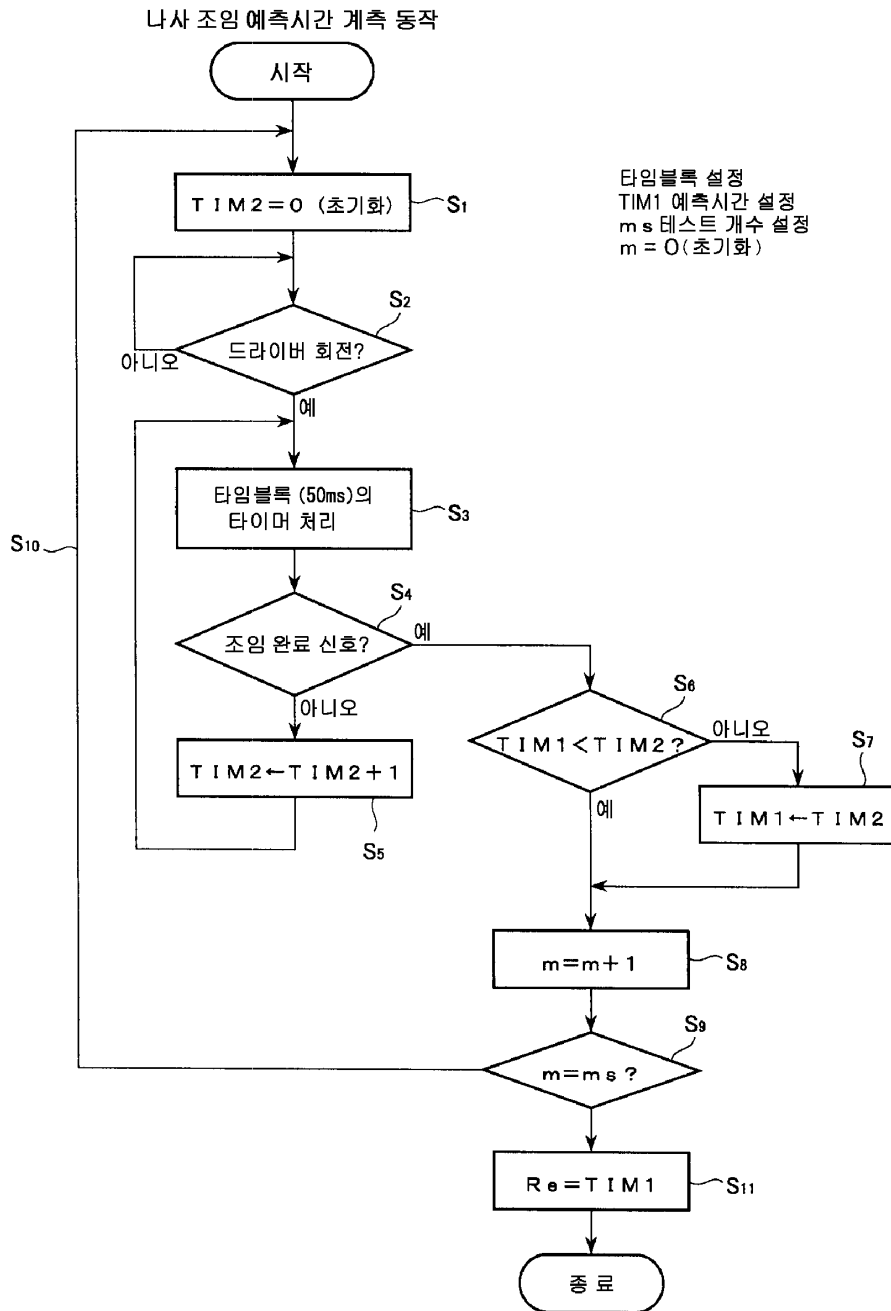 나사 조임 예측시간 계측 동작
시작
TIM2=0 (초기화)
S1
타임블록 설정
TIM1 예측시간 설정
ms 테스트 개수 설정
m = 0(초기화)
S2
드라이버 회전?
아니오
예
타임블록 (50ms)의
타이머 처리
S3
S10
S4
조임 완료 신호?
예
아니오
S6
TIM1<TIM2?
아니오
S7
TIM2←TIM2+1
S5
예
TIM1←TIM2
m=m+1
S8
S9
m=ms?
Re=TIM1
S11
종료